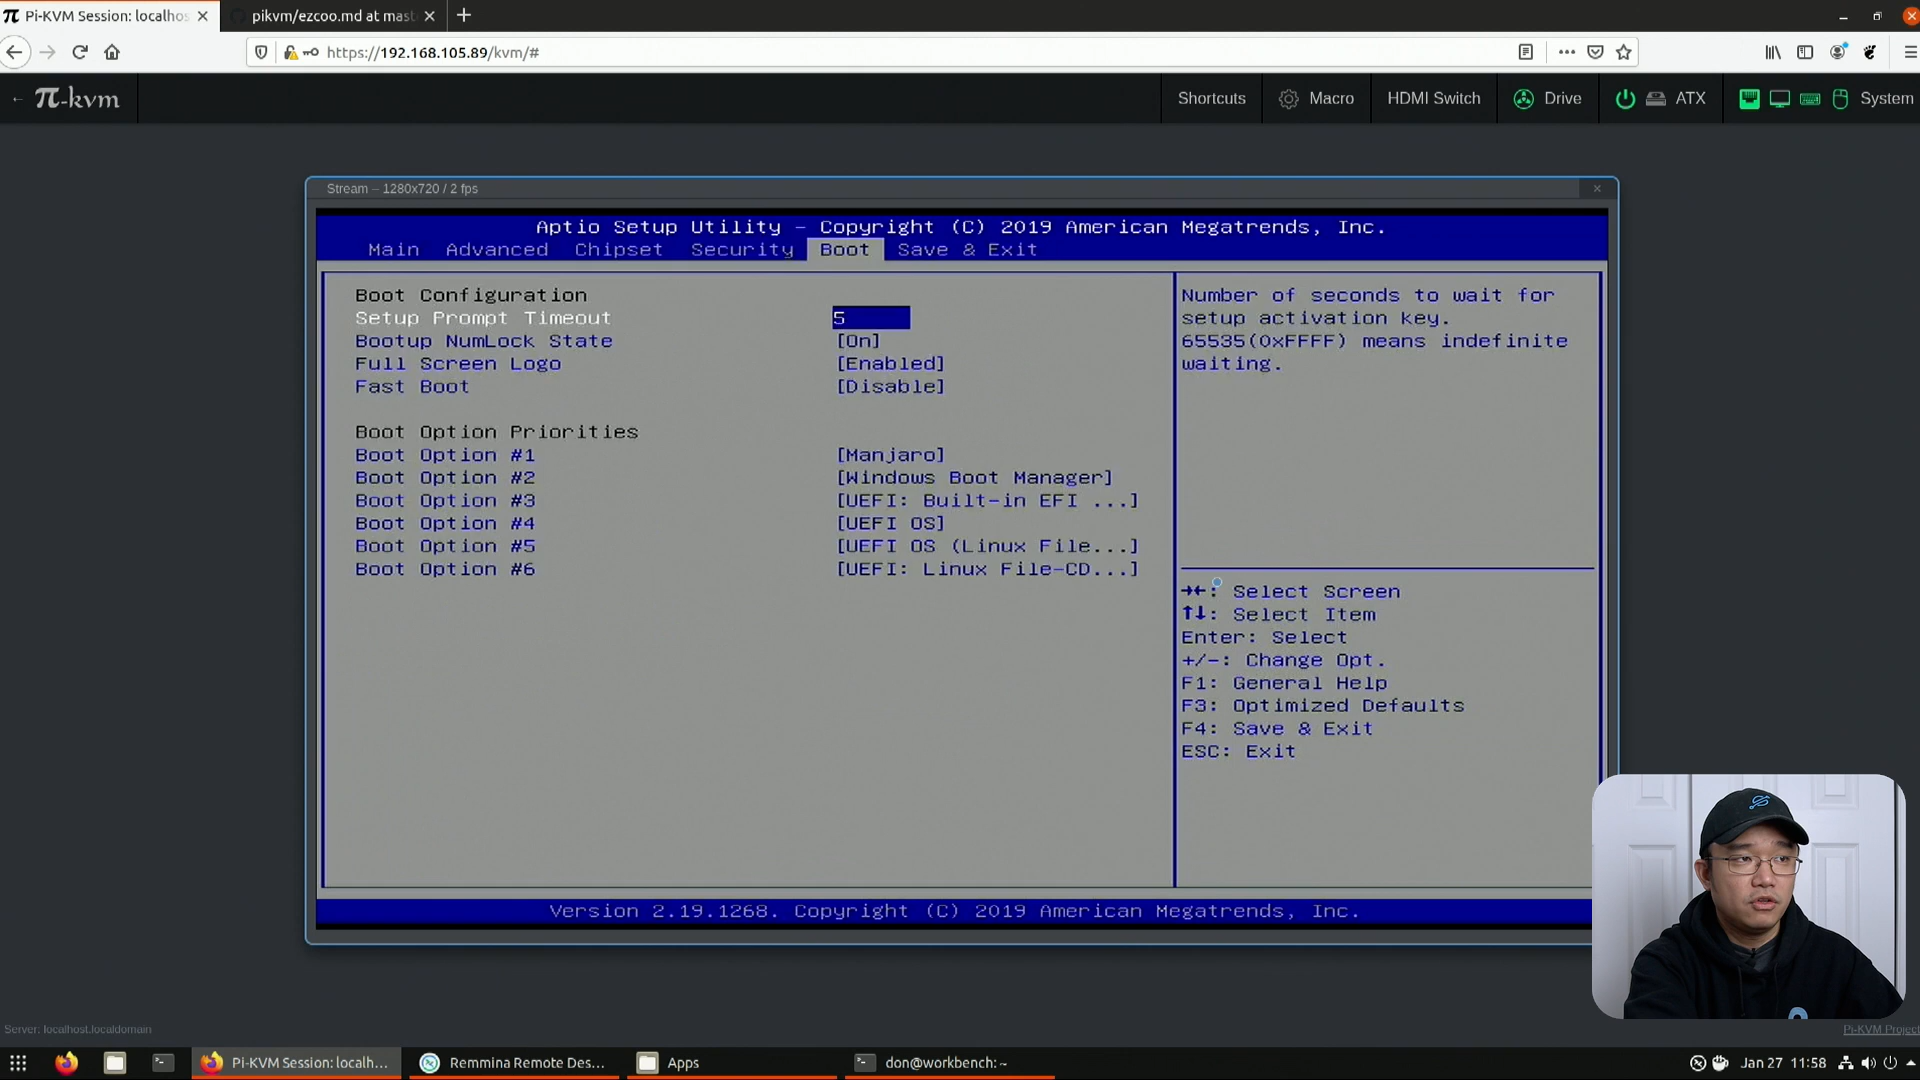 Pi-KVM Session: localhos
pikvm/ezcoo.md at mast
https://192.168.105.89/kvm/#
π-kvm
Shortcuts
Macro
HDMI Switch
Drive
ATX
System
Stream – 1280x720 / 2 fps
Aptio Setup Utility – Copyright (C) 2019 American Megatrends, Inc.
Main Advanced Chipset Security Boot Save & Exit
Boot Configuration
Setup Prompt Timeout 5
Bootup NumLock State [On]
Full Screen Logo [Enabled]
Fast Boot [Disable]
Boot Option Priorities
Boot Option #1 [Manjaro]
Boot Option #2 [Windows Boot Manager]
Boot Option #3 [UEFI: Built-in EFI ...]
Boot Option #4 [UEFI OS]
Boot Option #5 [UEFI OS (Linux File...]
Boot Option #6 [UEFI: Linux File-CD...]
Number of seconds to wait for
setup activation key.
65535(0xFFFF) means indefinite
waiting.
→←: Select Screen
↑↓: Select Item
Enter: Select
+/-: Change Opt.
F1: General Help
F3: Optimized Defaults
F4: Save & Exit
ESC: Exit
Version 2.19.1268. Copyright (C) 2019 American Megatrends, Inc.
Server: localhost.localdomain
Pi-KVM Project
Pi-KVM Session: localh...
Remmina Remote Des...
Apps
don@workbench: ~
Jan 27 11:58